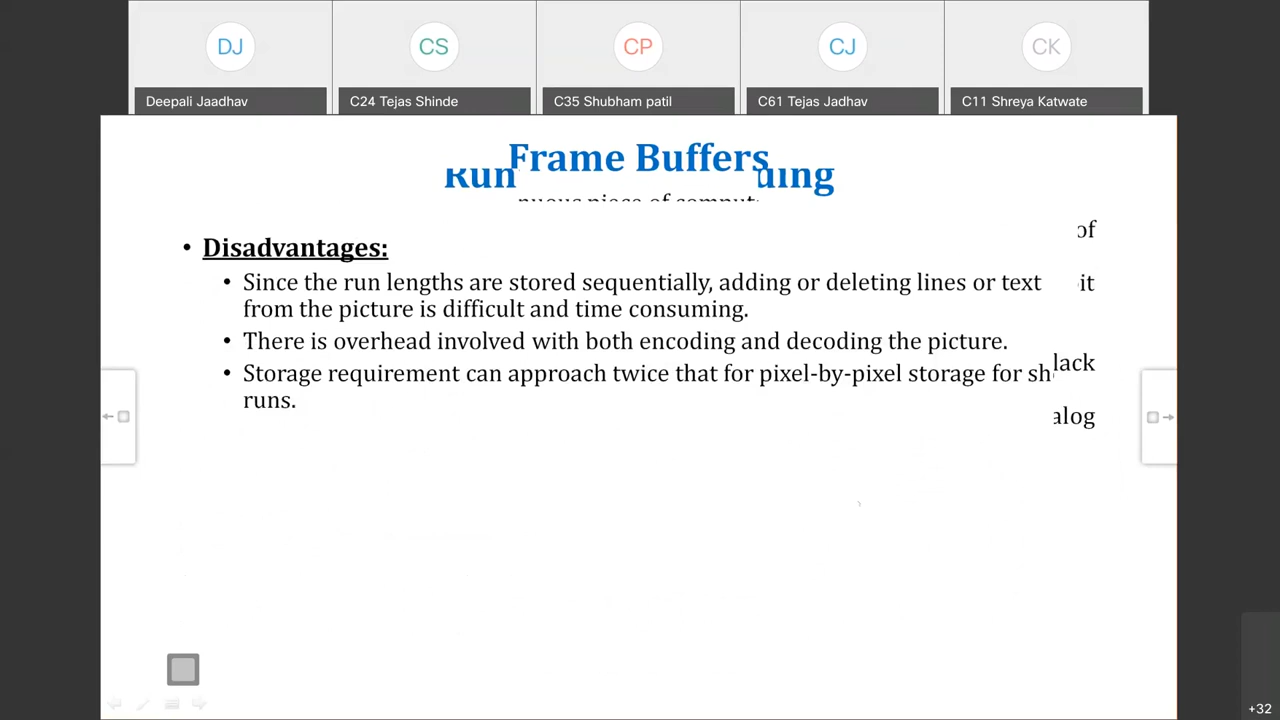 DJ
CS
CP
CJ
CK
Deepali Jaadhav
C24 Tejas Shinde
C35 Shubham patil
C61 Tejas Jadhav
C11 Shreya Katwate
Frame Buffers
Run
• Disadvantages:
of
• Since the run lengths are stored sequentially, adding or deleting lines or text
it
from the picture is difficult and time consuming.
• There is overhead involved with both encoding and decoding the picture.
• Storage requirement can approach twice that for pixel-by-pixel storage for sh
lack
runs.
alog
+32